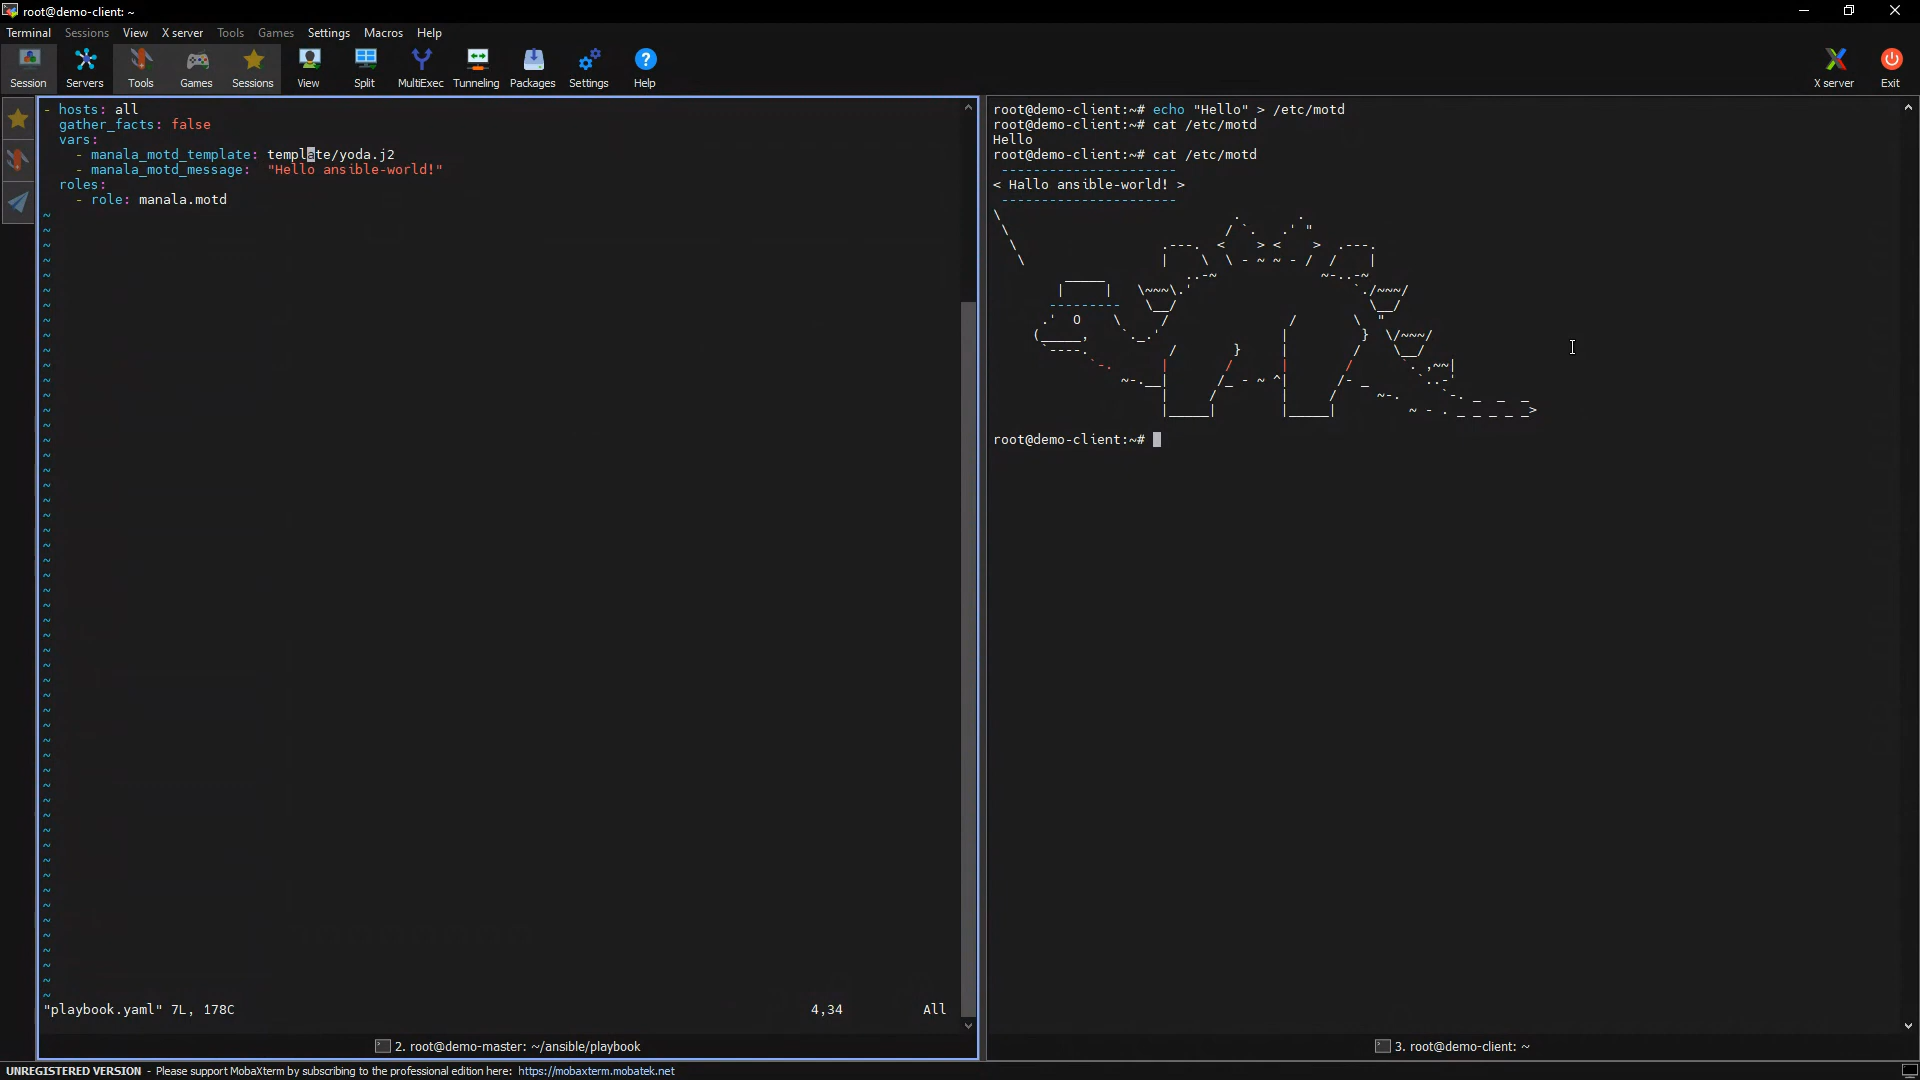 root@demo-client: ~
Terminal Sessions View X server Tools Games Settings Macros Help
Session Servers Tools Games Sessions View Split MultiExec Tunneling Packages Settings Help X server Exit
- hosts: all
  gather_facts: false
  vars:
    - manala_motd_template: template/yoda.j2
    - manala_motd_message:  "Hello ansible-world!"
  roles:
    - role: manala.motd
"playbook.yaml" 7L, 178C 4,34 All
2. root@demo-master: ~/ansible/playbook
root@demo-client:~# echo "Hello" > /etc/motd
root@demo-client:~# cat /etc/motd
Hello
root@demo-client:~# cat /etc/motd
< Hallo ansible-world! >
root@demo-client:~#
3. root@demo-client: ~
UNREGISTERED VERSION - Please support MobaXterm by subscribing to the professional edition here: https://mobaxterm.mobatek.net